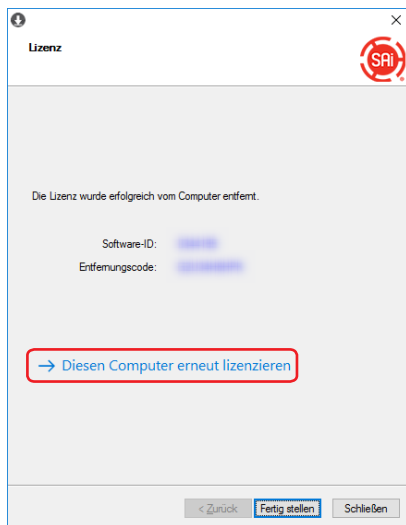 Lizenz
SAi
Die Lizenz wurde erfolgreich vom Computer entfernt.
Software-ID:
Entfernungscode:
→ Diesen Computer erneut lizenzieren
< Zurück Fertig stellen Schließen